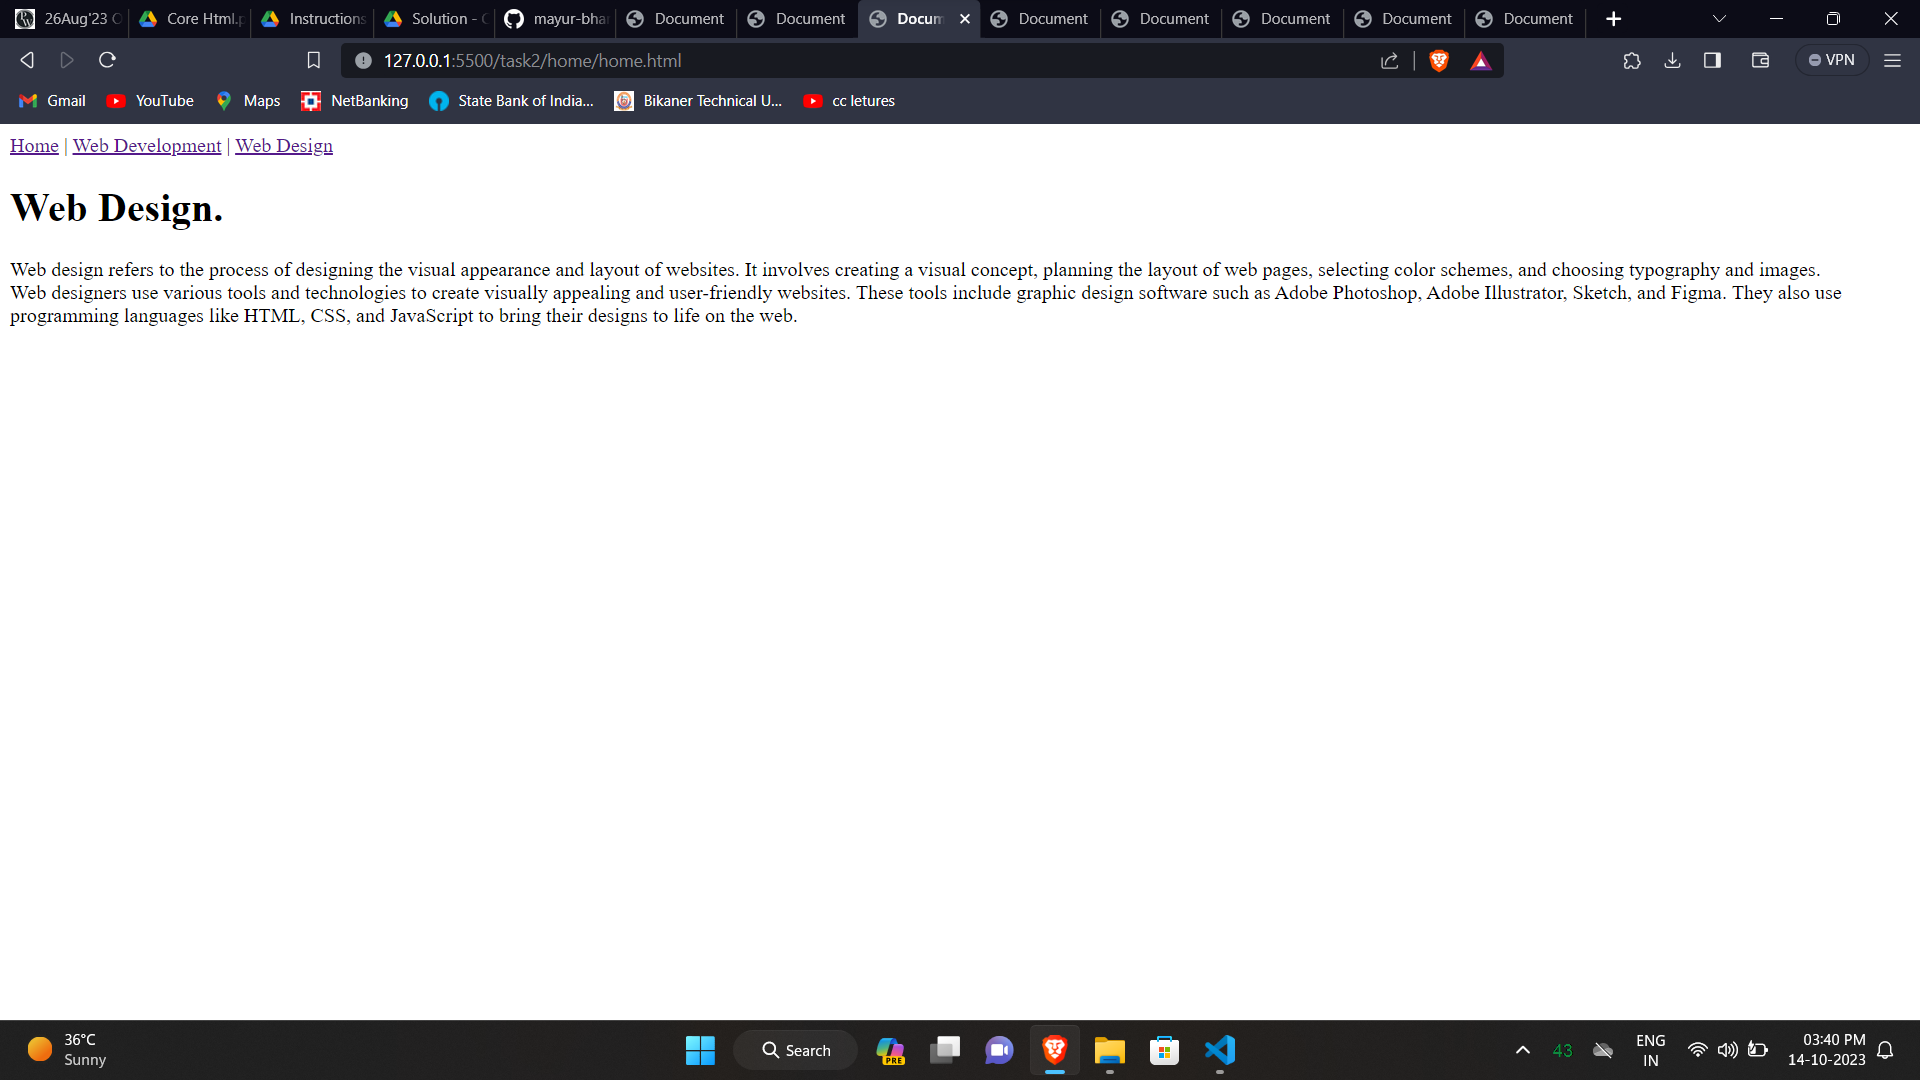 26Aug'23 Core Html.p Instructions Solution - mayur-bha Document Document Docum Document Document Document Document Document
127.0.0.1:5500/task2/home/home.html VPN
Gmail YouTube Maps NetBanking State Bank of India... Bikaner Technical U... cc letures
Home | Web Development | Web Design
Web Design.
Web design refers to the process of designing the visual appearance and layout of websites. It involves creating a visual concept, planning the layout of web pages, selecting color schemes, and choosing typography and images.
Web designers use various tools and technologies to create visually appealing and user-friendly websites. These tools include graphic design software such as Adobe Photoshop, Adobe Illustrator, Sketch, and Figma. They also use
programming languages like HTML, CSS, and JavaScript to bring their designs to life on the web.
36°C
Sunny
Search
PRE
43
ENG
IN
03:40 PM
14-10-2023